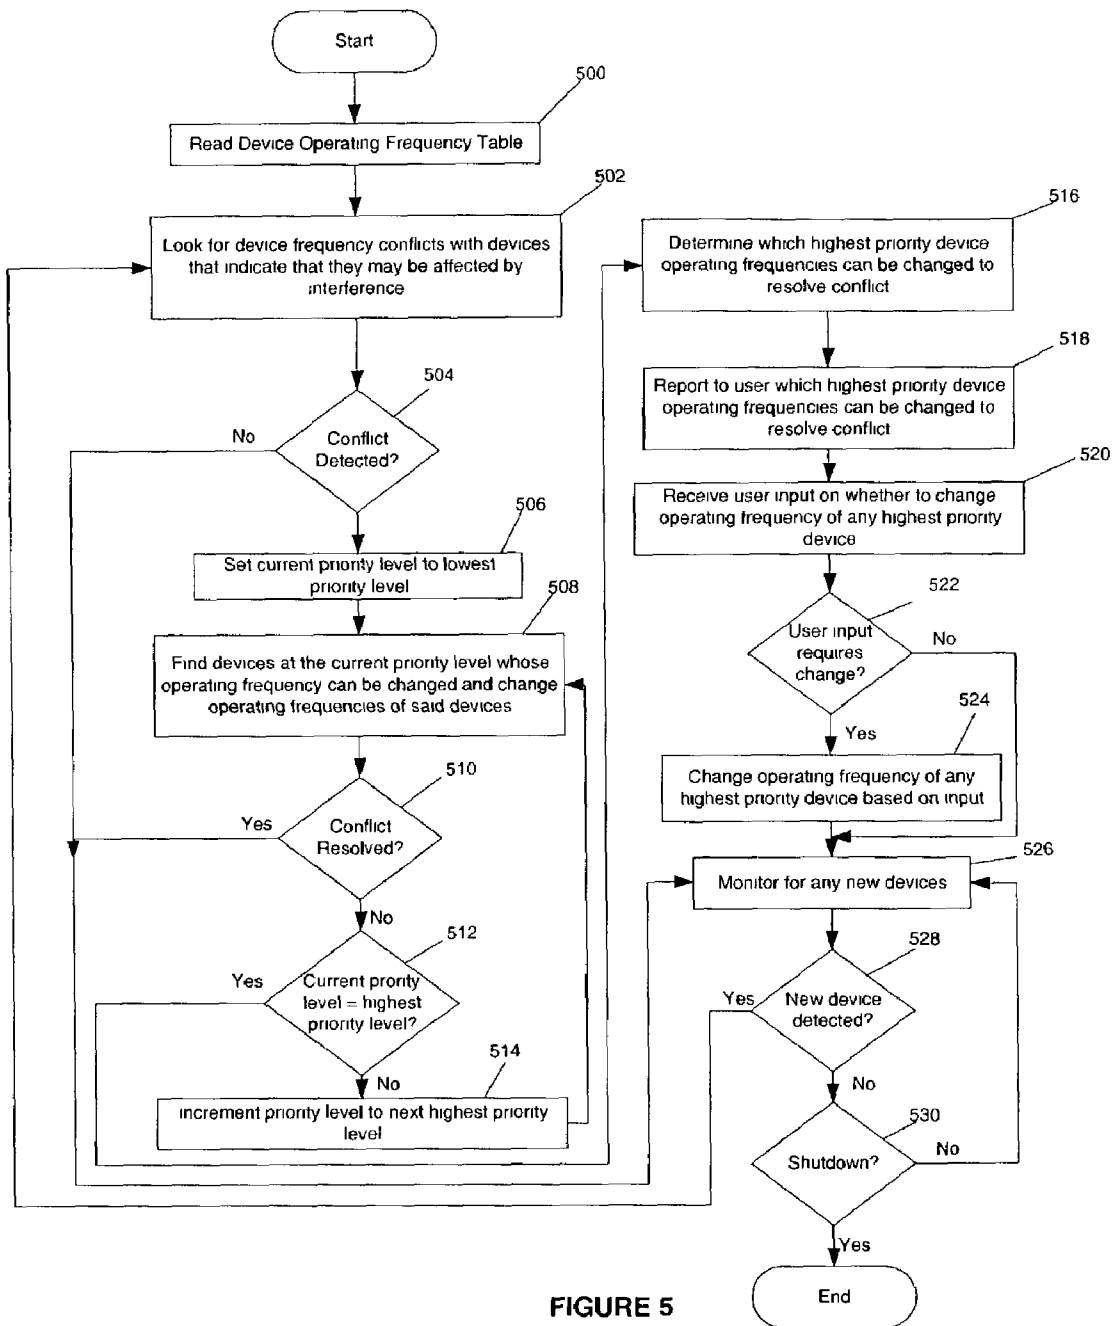 Start
500
Read Device Operating Frequency Table
502
Look for device frequency conflicts with devices
that indicate that they may be affected by
interference
504
Conflict
Detected?
No
506
Set current priority level to lowest
priority level
508
Find devices at the current priority level whose
operating frequency can be changed and change
operating frequencies of said devices
510
Conflict
Resolved?
Yes
No
512
Current prority
level = highest
priority level?
Yes
No
514
increment priority level to next highest priority
level
516
Determine which highest priority device
operating frequencies can be changed to
resolve conflict
518
Report to user which highest priority device
operating frequencies can be changed to
resolve conflict
520
Receive user input on whether to change
operating frequency of any highest priority
device
522
User input
requires
change?
No
Yes
524
Change operating frequency of any
highest priority device based on input
526
Monitor for any new devices
528
New device
detected?
Yes
No
530
Shutdown?
No
Yes
End
FIGURE 5